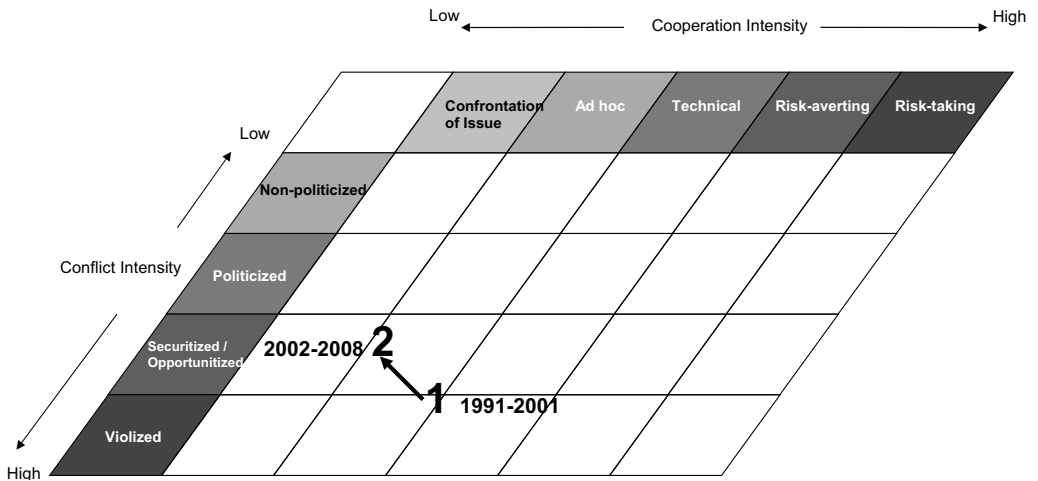 Low Cooperation Intensity High
Confrontation of Issue
Ad hoc
Technical
Risk-averting
Risk-taking
Low
Non-politicized
Conflict Intensity
Politicized
Securitized /
Opportunitized
2002-2008 2
1 1991-2001
Violized
High